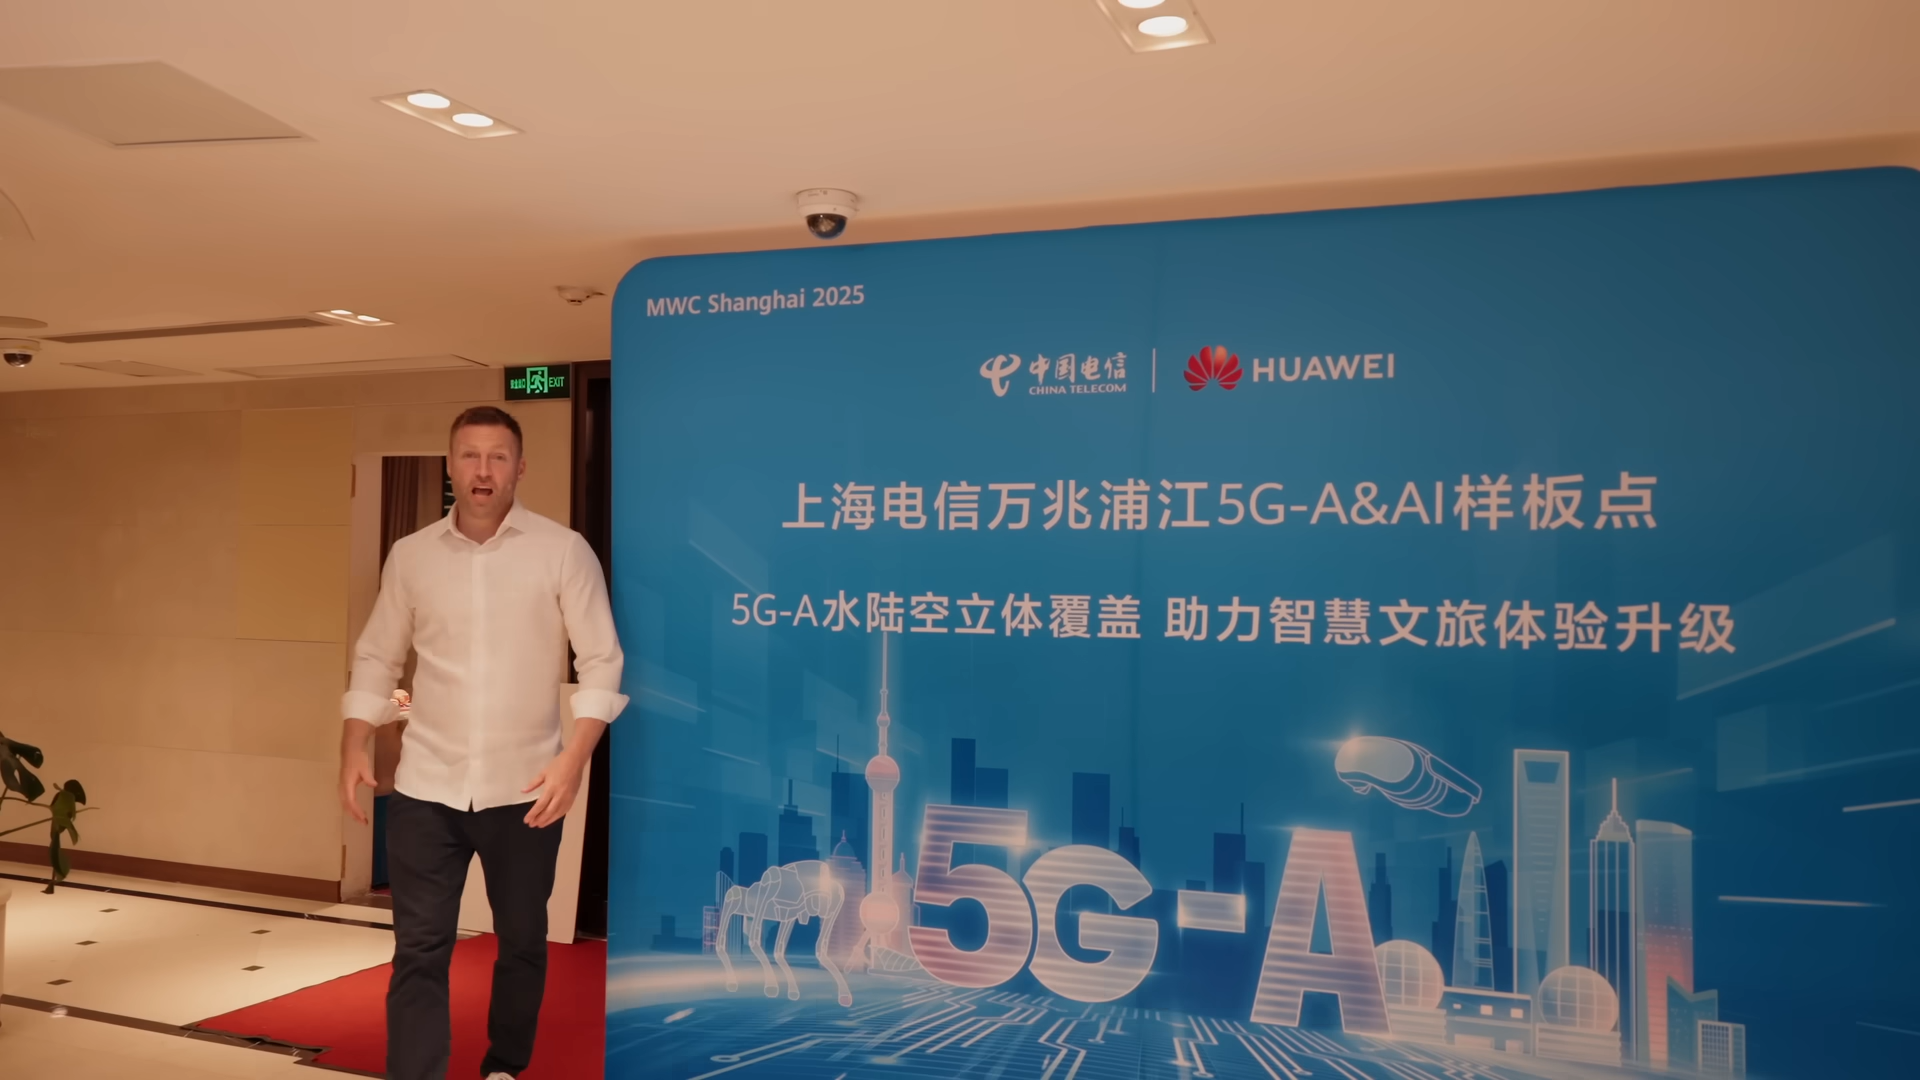 MWC Shanghai 2025
中国电信
CHINA TELECOM
HUAWEI
上海电信万兆浦江5G-A&AI样板点
5G-A水陆空立体覆盖 助力智慧文旅体验升级
5G-A
EXIT